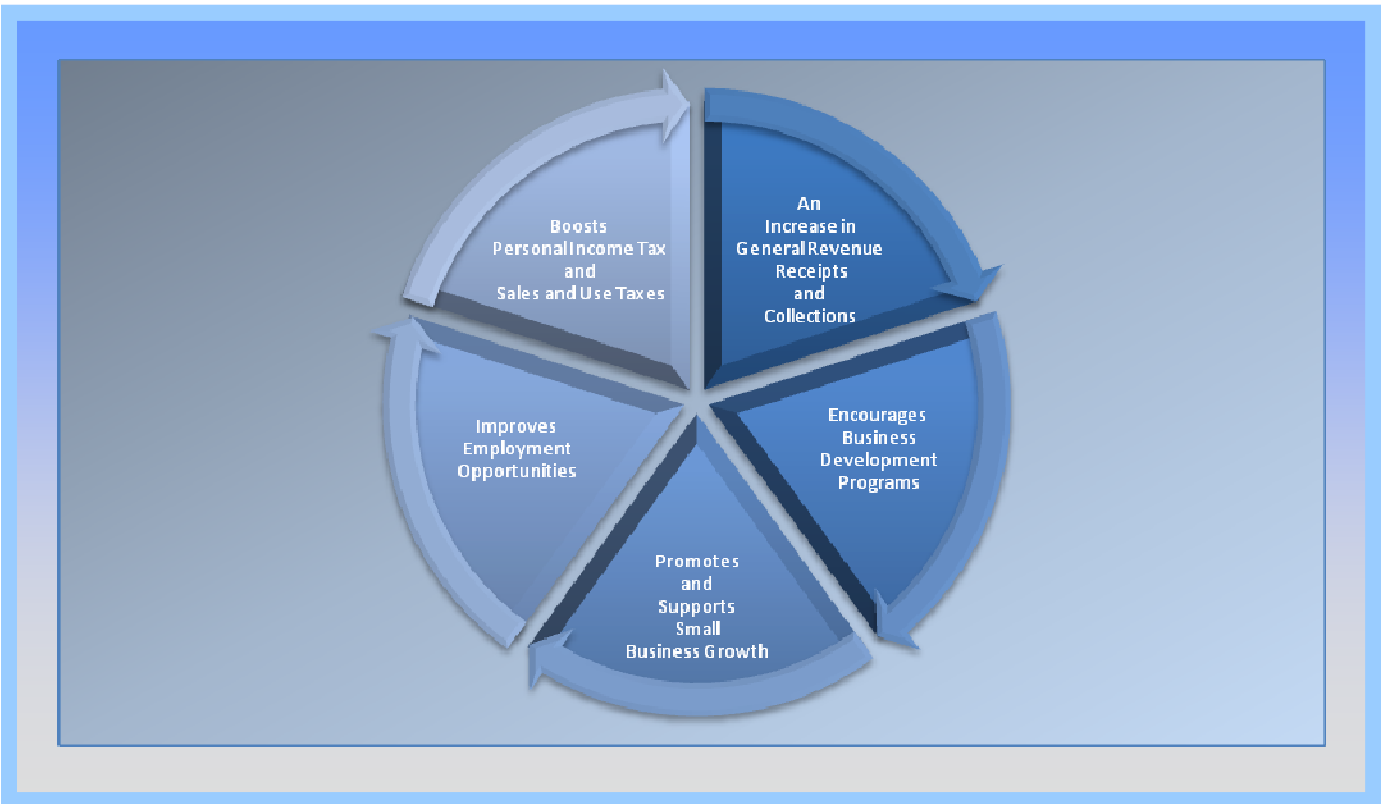 An
Increase in
General Revenue
Receipts
and
Collections
Encourages
Business
Development
Programs
Promotes
and
Supports
Small
Business Growth
Improves
Employment
Opportunities
Boosts
Personal Income Tax
and
Sales and Use Taxes